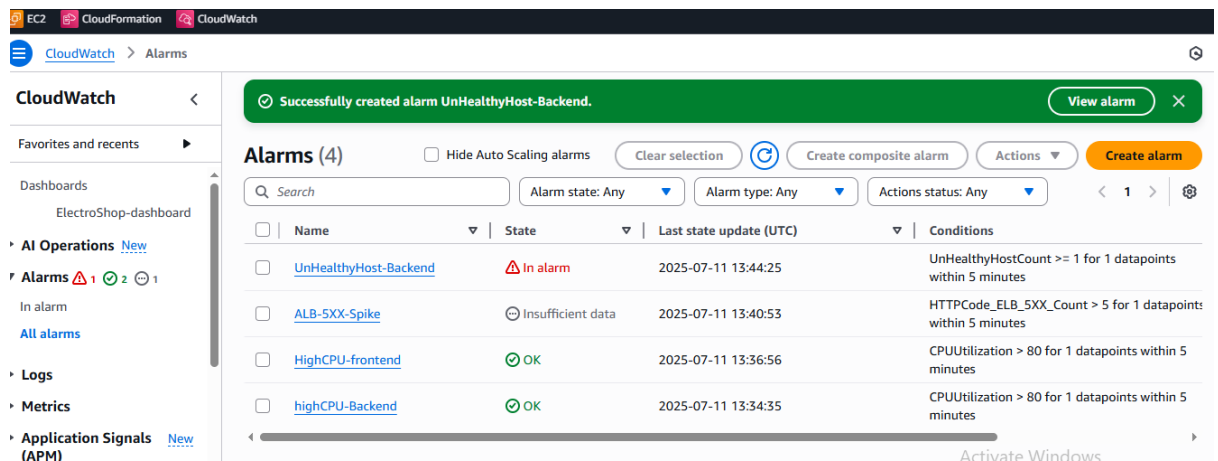 EC2 CloudFormation CloudWatch
CloudWatch > Alarms
CloudWatch
Favorites and recents
Dashboards
ElectroShop-dashboard
AI Operations New
Alarms 1 2 1
In alarm
All alarms
Logs
Metrics
Application Signals New
(APM)
Successfully created alarm UnHealthyHost-Backend. View alarm
Alarms (4) Hide Auto Scaling alarms Clear selection Create composite alarm Actions Create alarm
Search Alarm state: Any Alarm type: Any Actions status: Any 1
Name State Last state update (UTC) Conditions
UnHealthyHost-Backend In alarm 2025-07-11 13:44:25 UnHealthyHostCount >= 1 for 1 datapoints
within 5 minutes
ALB-5XX-Spike Insufficient data 2025-07-11 13:40:53 HTTPCode_ELB_5XX_Count > 5 for 1 datapoints
within 5 minutes
HighCPU-frontend OK 2025-07-11 13:36:56 CPUUtilization > 80 for 1 datapoints within 5
minutes
highCPU-Backend OK 2025-07-11 13:34:35 CPUUtilization > 80 for 1 datapoints within 5
minutes
Activate Windows